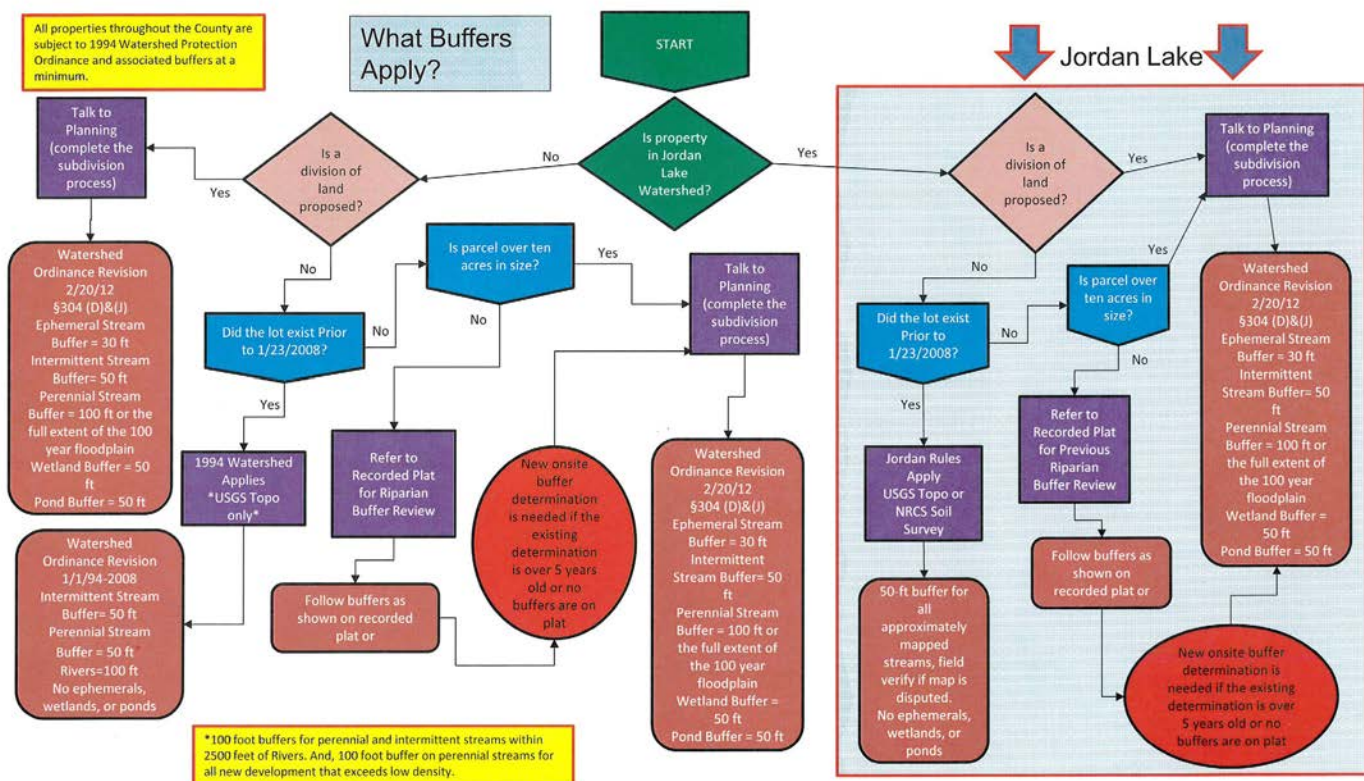 All properties throughout the County are
subject to 1994 Watershed Protection
Ordinance and associated buffers at a
minimum.
What Buffers
Apply?
START
Jordan Lake
Talk to
Planning
(complete the
subdivision
process)
Yes
Is a
division of
land
proposed?
No
Is property
in Jordan
Lake
Watershed?
Yes
Is a
division of
land
proposed?
Yes
Talk to
Planning
(complete the
subdivision
process)
Watershed
Ordinance Revision
2/20/12
§304 (D)&(J)
Ephemeral Stream
Buffer = 30 ft
Intermittent Stream
Buffer= 50 ft
Perennial Stream
Buffer = 100 ft or the
full extent of the 100
year floodplain
Wetland Buffer = 50
ft
Pond Buffer = 50 ft
No
Did the lot exist Prior
to 1/23/2008?
No
Is parcel over ten
acres in size?
Yes
Talk to
Planning
(complete the
subdivision
process)
No
Yes
1994 Watershed
Applies
*USGS Topo
only*
Refer to
Recorded Plat
for Riparian
Buffer Review
New onsite
buffer
determination
is needed if the
existing
determination
is over 5 years
old or no
buffers are on
plat
Watershed
Ordinance Revision
2/20/12
§304 (D)&(J)
Ephemeral Stream
Buffer = 30 ft
Intermittent
Stream Buffer= 50
ft
Perennial Stream
Buffer = 100 ft or
the full extent of
the 100 year
floodplain
Wetland Buffer =
50 ft
Pond Buffer = 50 ft
Watershed
Ordinance Revision
1/1/94-2008
Intermittent Stream
Buffer= 50 ft
Perennial Stream
Buffer = 50 ft*
Rivers=100 ft
No ephemerals,
wetlands, or ponds
Follow buffers as
shown on recorded
plat or
*100 foot buffers for perennial and intermittent streams within
2500 feet of Rivers. And, 100 foot buffer on perennial streams for
all new development that exceeds low density.
No
Did the lot exist
Prior to
1/23/2008?
No
Is parcel over
ten acres in
size?
Yes
No
Yes
Jordan Rules
Apply
USGS Topo or
NRCS Soil
Survey
Refer to
Recorded Plat
for Previous
Riparian
Buffer Review
Watershed
Ordinance Revision
2/20/12
§304 (D)&(J)
Ephemeral Stream
Buffer = 30 ft
Intermittent
Stream Buffer= 50
ft
Perennial Stream
Buffer = 100 ft or
the full extent of
the 100 year
floodplain
Wetland Buffer =
50 ft
Pond Buffer = 50 ft
50-ft buffer for
all
approximately
mapped
streams, field
verify if map is
disputed.
No ephemerals,
wetlands, or
ponds
Follow buffers as
shown on
recorded plat or
New onsite buffer
determination is
needed if the existing
determination is over
5 years old or no
buffers are on plat